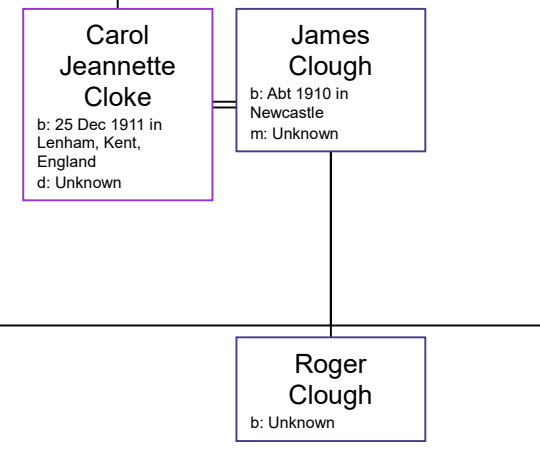 Carol
Jeannette
Cloke
b: 25 Dec 1911 in
Lenham, Kent,
England
d: Unknown
James
Clough
b: Abt 1910 in
Newcastle
m: Unknown
Roger
Clough
b: Unknown